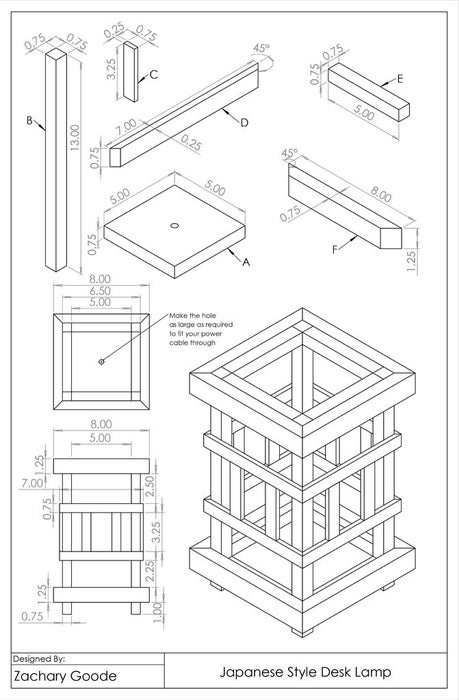 0.75
0.75
0.25
3.25
C
45°
0.75
0.75
E
5.00
B
13.00
7.00
0.25
D
0.75
45°
8.00
0.75
F
1.25
5.00
5.00
0.75
A
8.00
6.50
5.00
Make the hole
as large as required
to fit your power
cable through
8.00
5.00
1.25
7.00
0.75
1.25
0.75
2.50
3.25
2.25
1.00
Designed By:
Zachary Goode
Japanese Style Desk Lamp